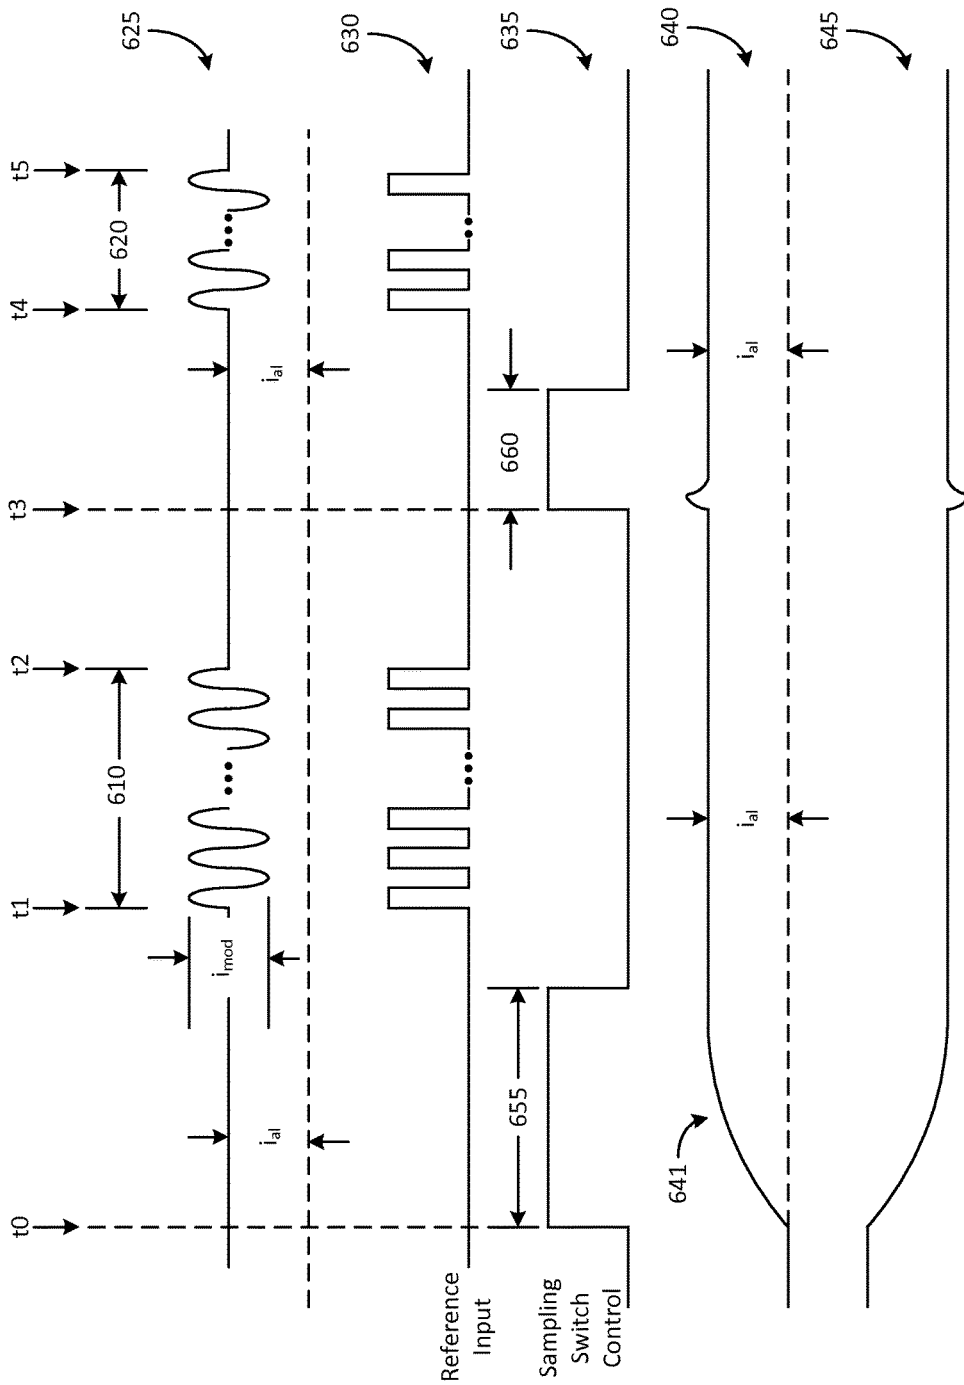 t0
t1
t2
t3
t4
t5
625
610
620
i_mod
i_al
i_al
630
Reference
Input
635
Sampling
Switch
Control
655
660
640
641
i_al
i_al
645